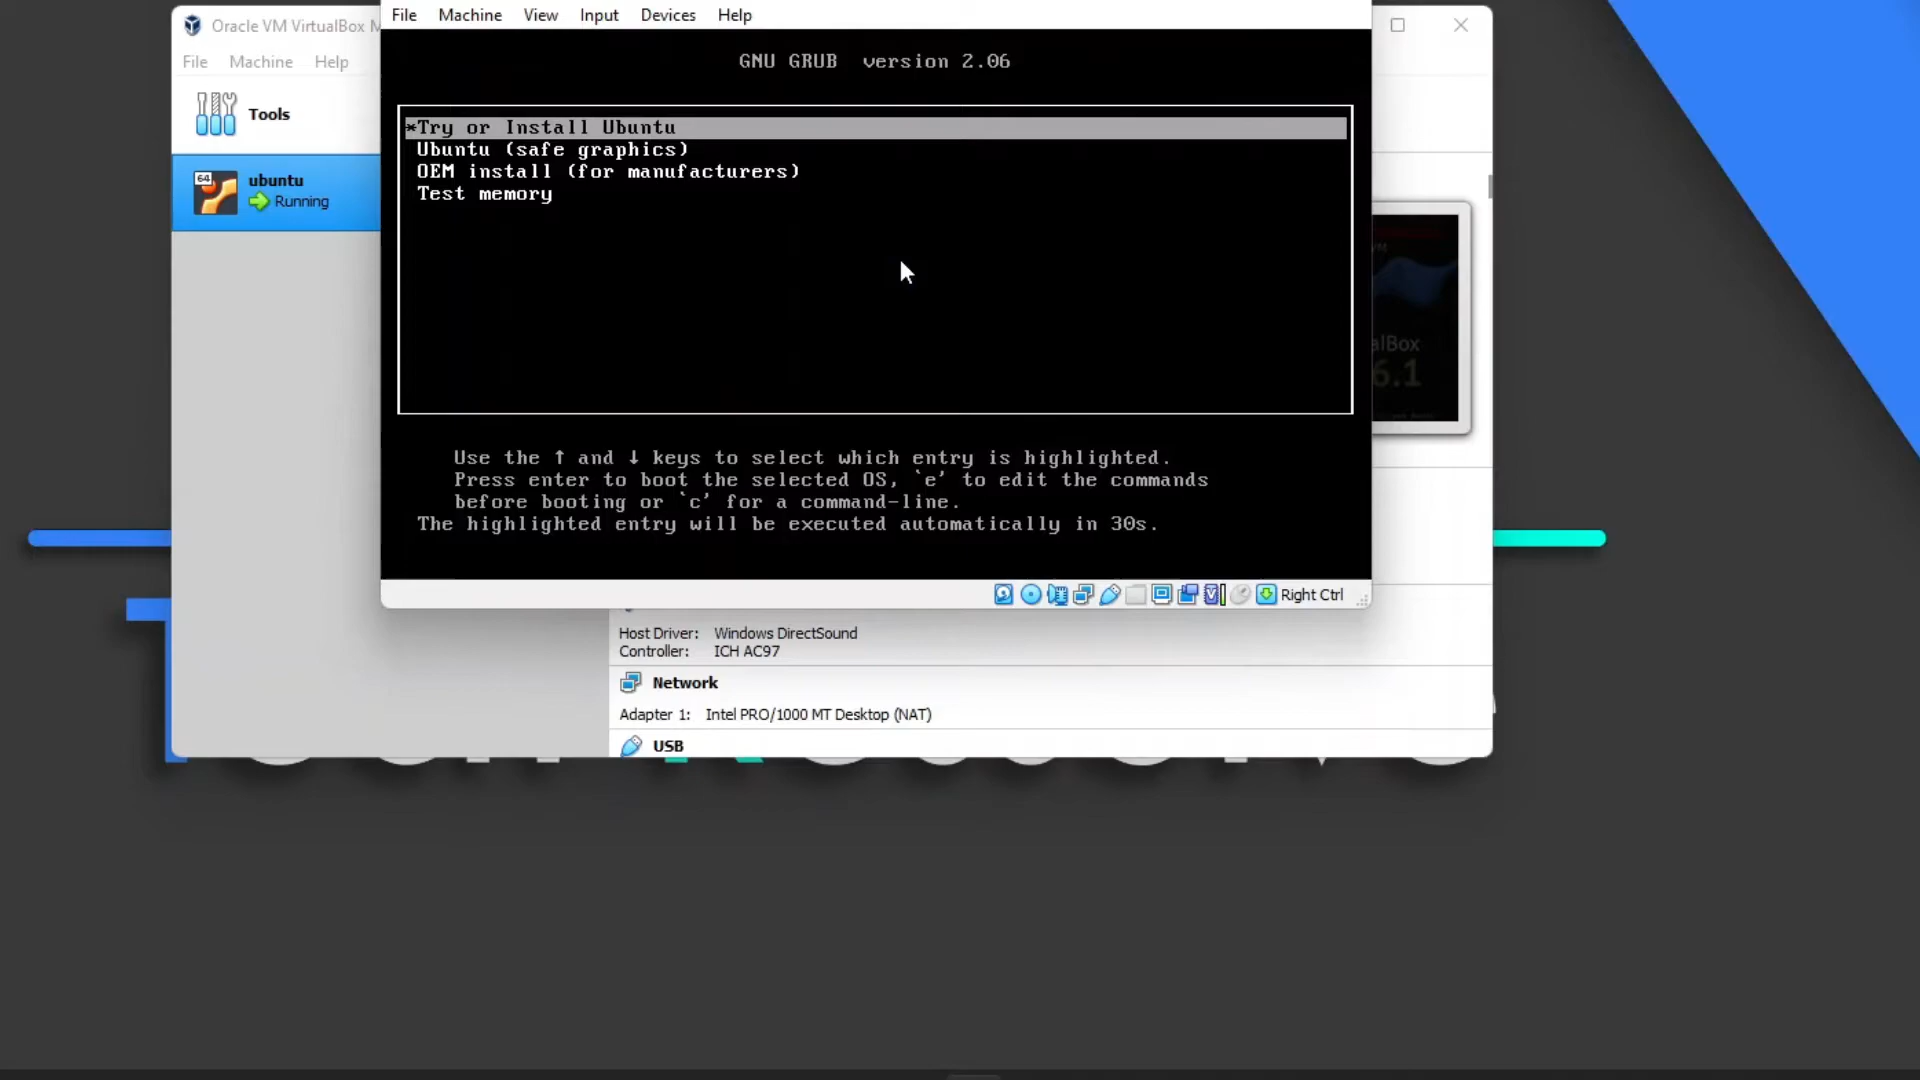 Oracle VM VirtualBox M
File Machine Help
Tools
64
ubuntu
Running
File Machine View Input Devices Help
GNU GRUB version 2.06
*Try or Install Ubuntu
Ubuntu (safe graphics)
OEM install (for manufacturers)
Test memory
Use the ↑ and ↓ keys to select which entry is highlighted.
Press enter to boot the selected OS, `e' to edit the commands
before booting or `c' for a command-line.
The highlighted entry will be executed automatically in 30s.
Right Ctrl
alBox
6.1
Host Driver: Windows DirectSound
Controller: ICH AC97
Network
Adapter 1: Intel PRO/1000 MT Desktop (NAT)
USB